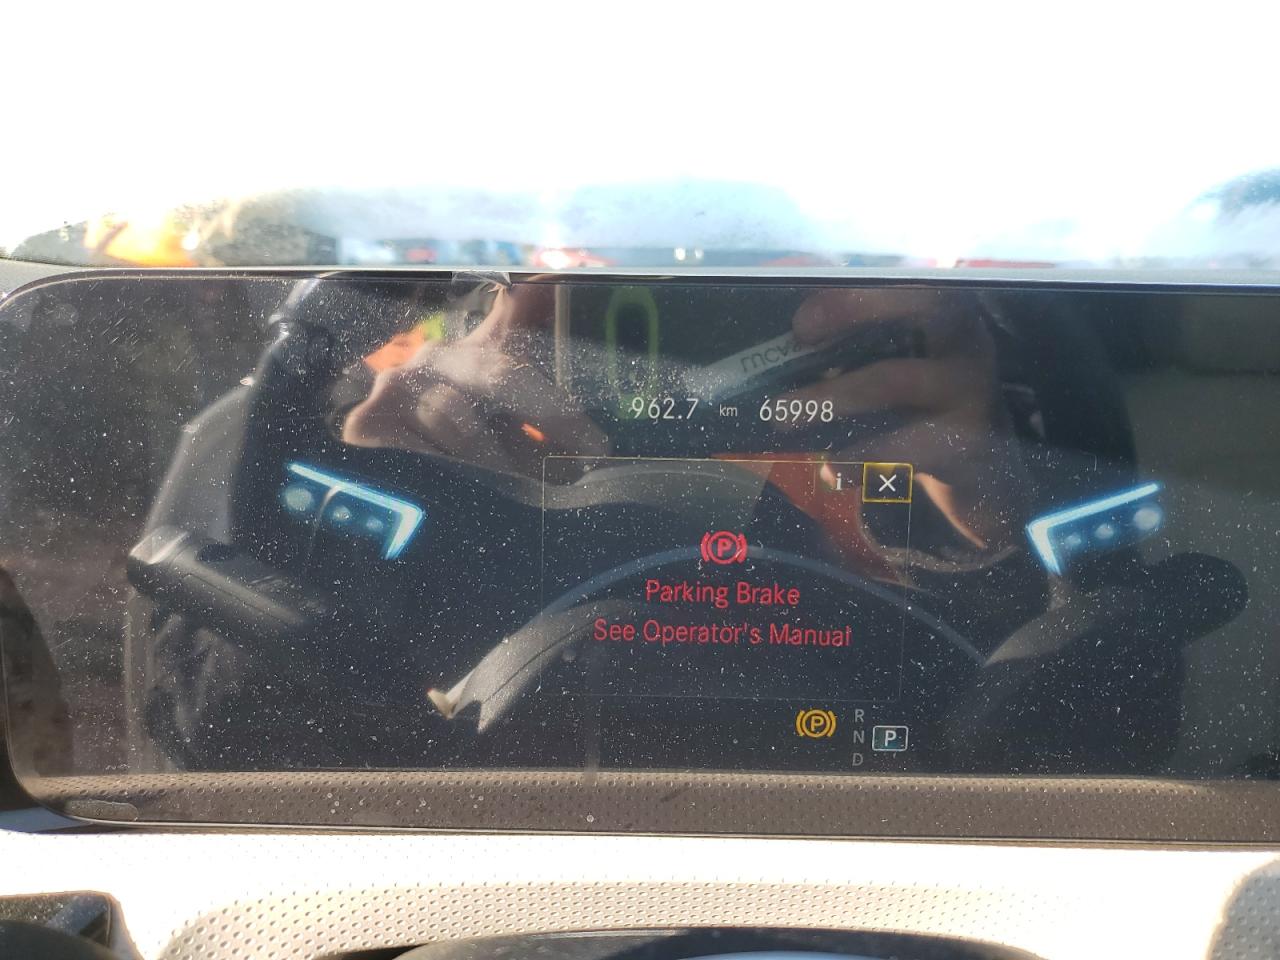 962.7 km 65998
i X
P
Parking Brake
See Operator's Manual
P R
N P
D